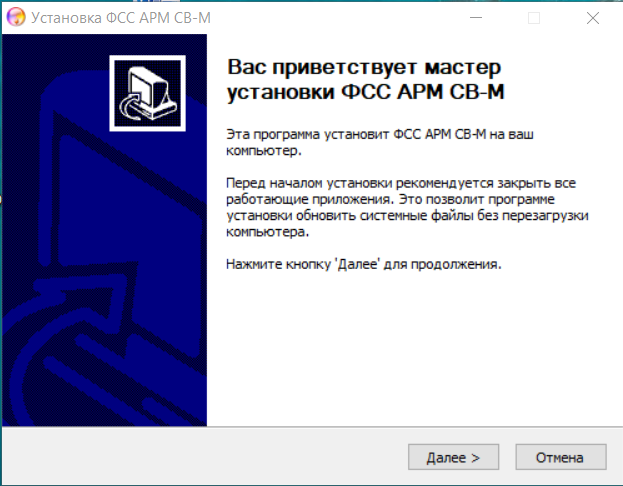 Установка ФСС АРМ СВ-М
Вас приветствует мастер
установки ФСС АРМ СВ-М
Эта программа установит ФСС АРМ СВ-М на ваш
компьютер.
Перед началом установки рекомендуется закрыть все
работающие приложения. Это позволит программе
установки обновить системные файлы без перезагрузки
компьютера.
Нажмите кнопку 'Далее' для продолжения.
Далее >
Отмена